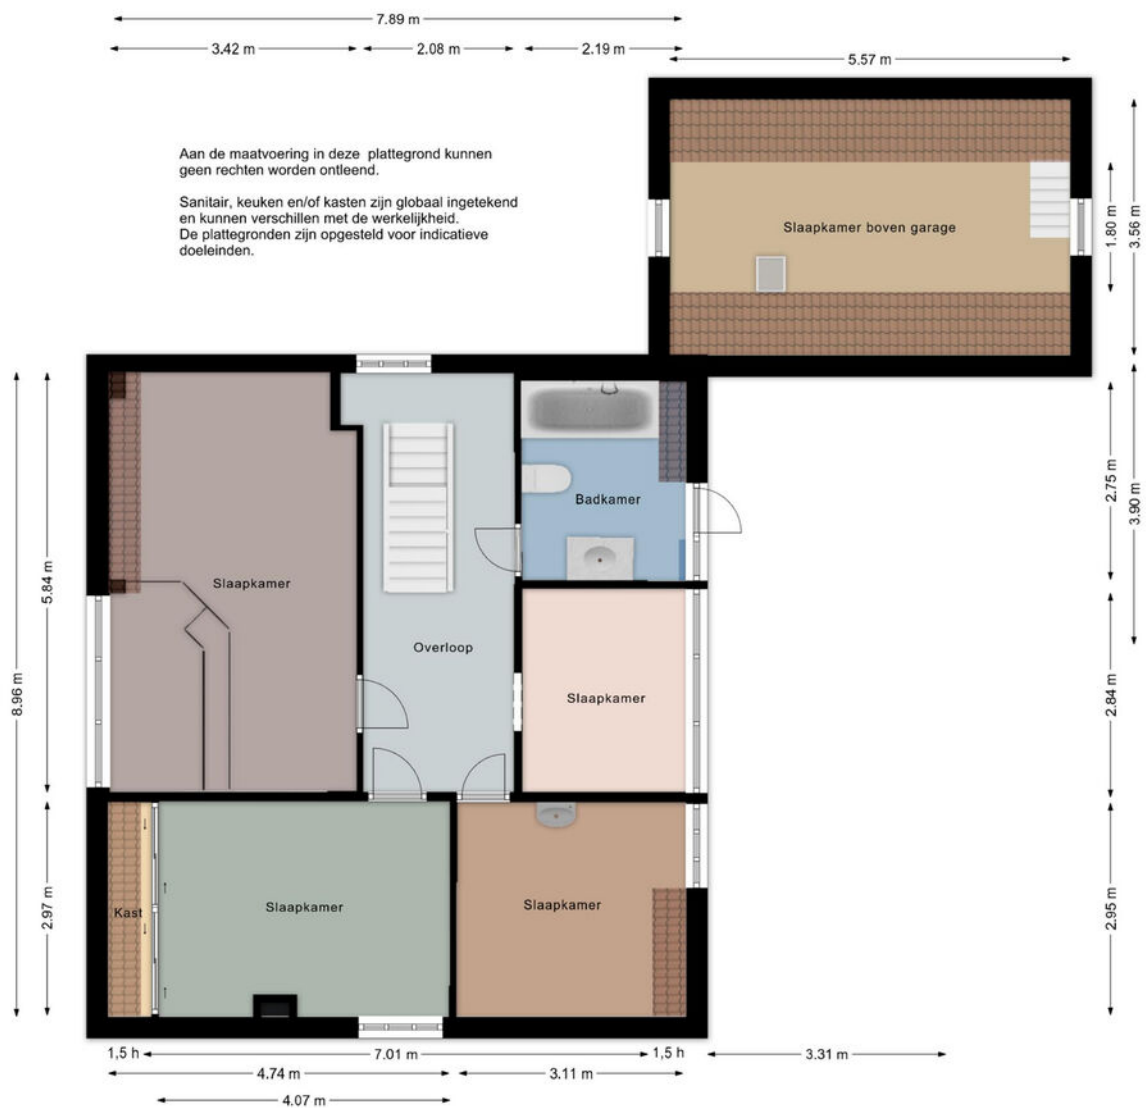 7.89 m
3.42 m
2.08 m
2.19 m
5.57 m
Aan de maatvoering in deze plattegrond kunnen
geen rechten worden ontleend.
Sanitair, keuken en/of kasten zijn globaal ingetekend
en kunnen verschillen met de werkelijkheid.
De plattegronden zijn opgesteld voor indicatieve
doeleinden.
Slaapkamer boven garage
1.80 m
3.56 m
Badkamer
2.75 m
3.90 m
Slaapkamer
5.84 m
8.96 m
Overloop
Slaapkamer
2.84 m
Kast
Slaapkamer
Slaapkamer
2.97 m
2.95 m
1,5 h
7.01 m
1,5 h
3.31 m
4.74 m
3.11 m
4.07 m